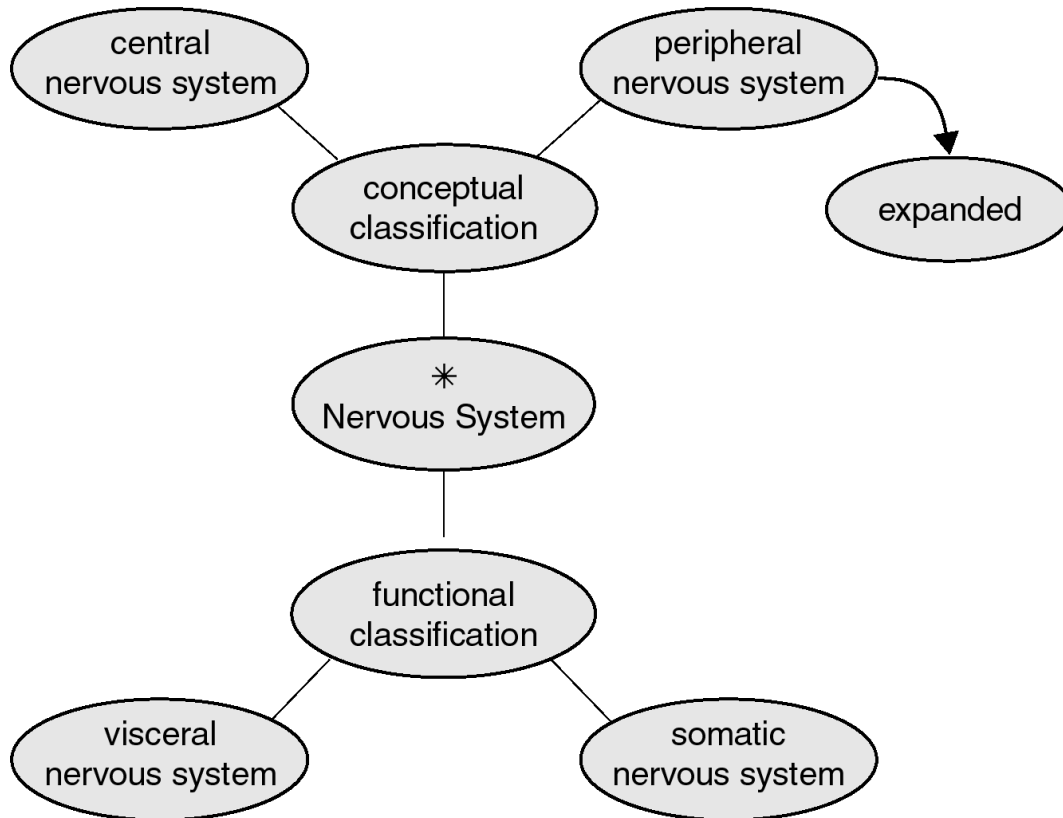 central
nervous system
peripheral
nervous system
conceptual
classification
expanded
✳
Nervous System
functional
classification
visceral
nervous system
somatic
nervous system